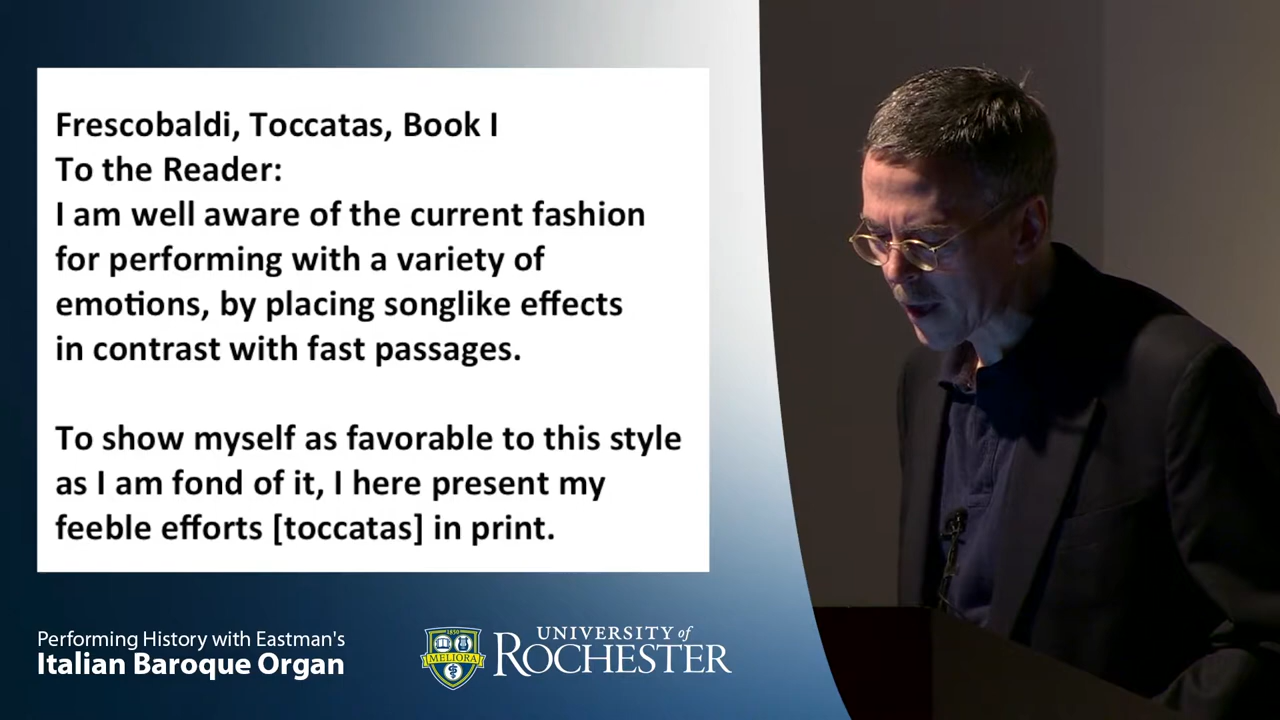 Frescobaldi, Toccatas, Book I
To the Reader:
I am well aware of the current fashion
for performing with a variety of
emotions, by placing songlike effects
in contrast with fast passages.
To show myself as favorable to this style
as I am fond of it, I here present my
feeble efforts [toccatas] in print.
Performing History with Eastman's
Italian Baroque Organ
1850
MELIORA
UNIVERSITY of
ROCHESTER